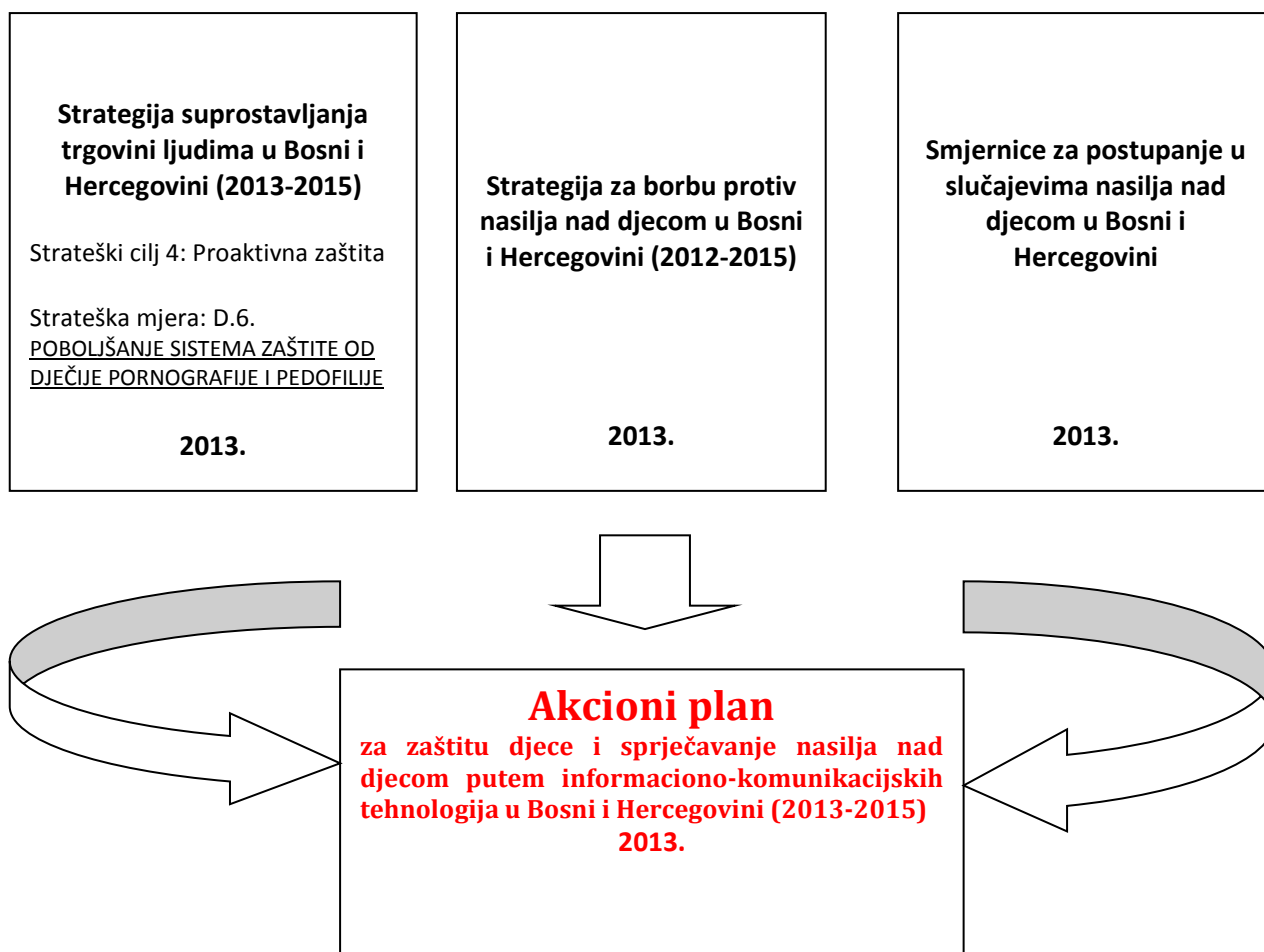 Strategija suprostavljanja
trgovini ljudima u Bosni i
Hercegovini (2013-2015)
Strateški cilj 4: Proaktivna zaštita
Strateška mjera: D.6.
POBOLJŠANJE SISTEMA ZAŠTITE OD
DJEČIJE PORNOGRAFIJE I PEDOFILIJE
2013.
Strategija za borbu protiv
nasilja nad djecom u Bosni
i Hercegovini (2012-2015)
2013.
Smjernice za postupanje u
slučajevima nasilja nad
djecom u Bosni i
Hercegovini
2013.
Akcioni plan
za zaštitu djece i sprječavanje nasilja nad
djecom putem informaciono-komunikacijskih
tehnologija u Bosni i Hercegovini (2013-2015)
2013.